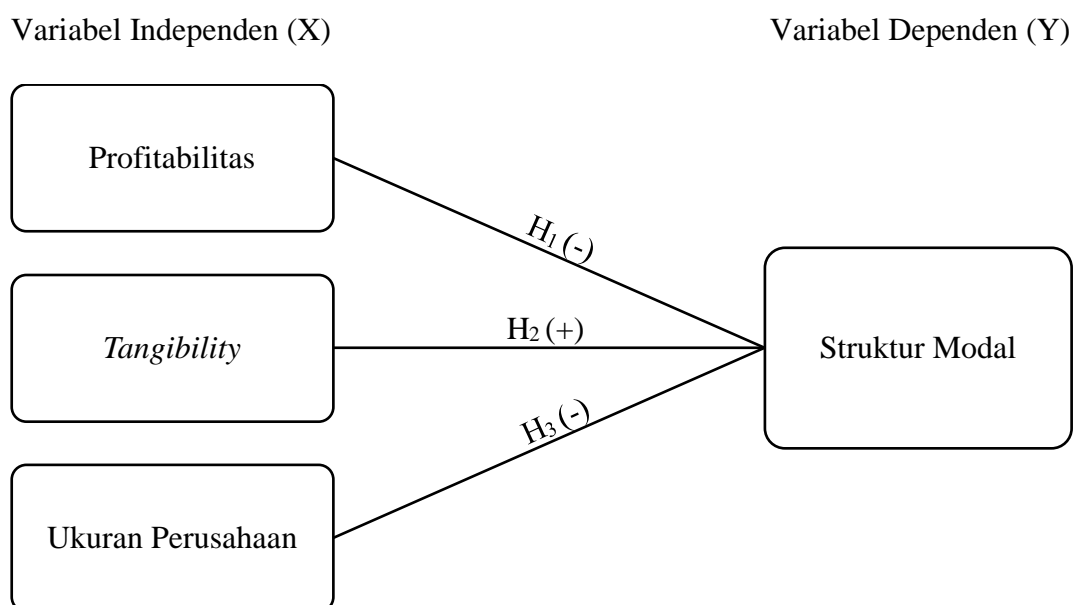 Variabel Independen (X)
Variabel Dependen (Y)
Profitabilitas
H1 (-)
Tangibility
H2 (+)
Struktur Modal
H3 (-)
Ukuran Perusahaan